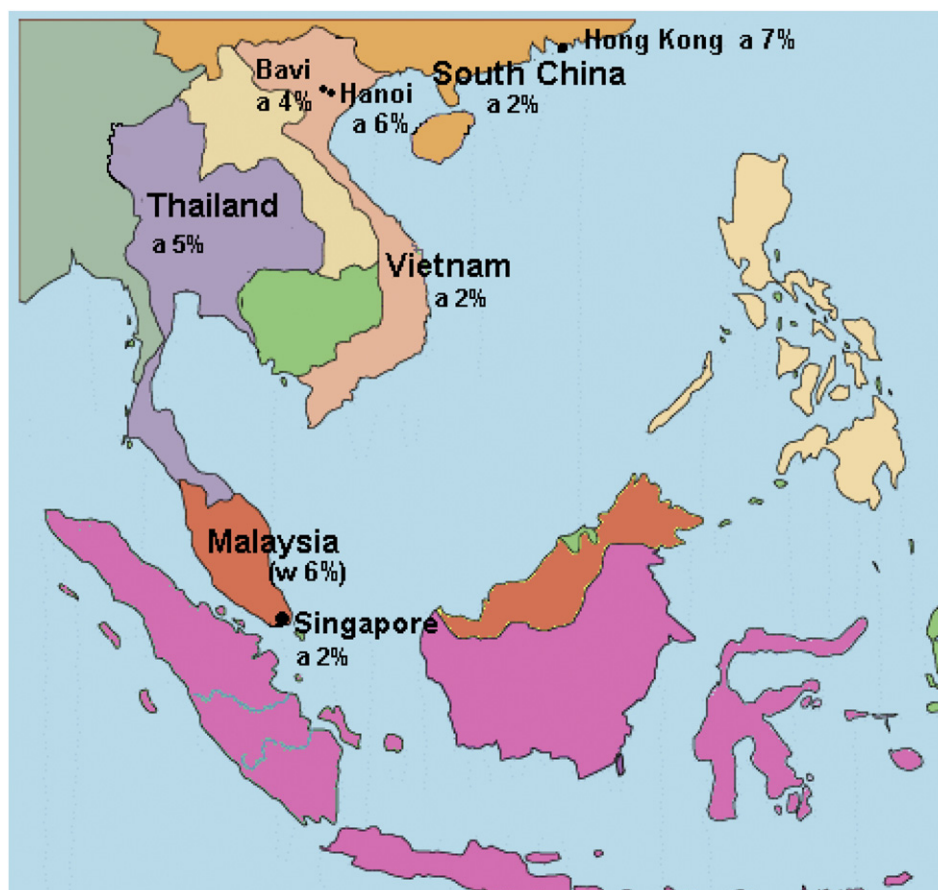 Hong Kong a 7%
Bavi
a 4%
Hanoi
a 6%
South China
a 2%
Thailand
a 5%
Vietnam
a 2%
Malaysia
(w 6%)
Singapore
a 2%